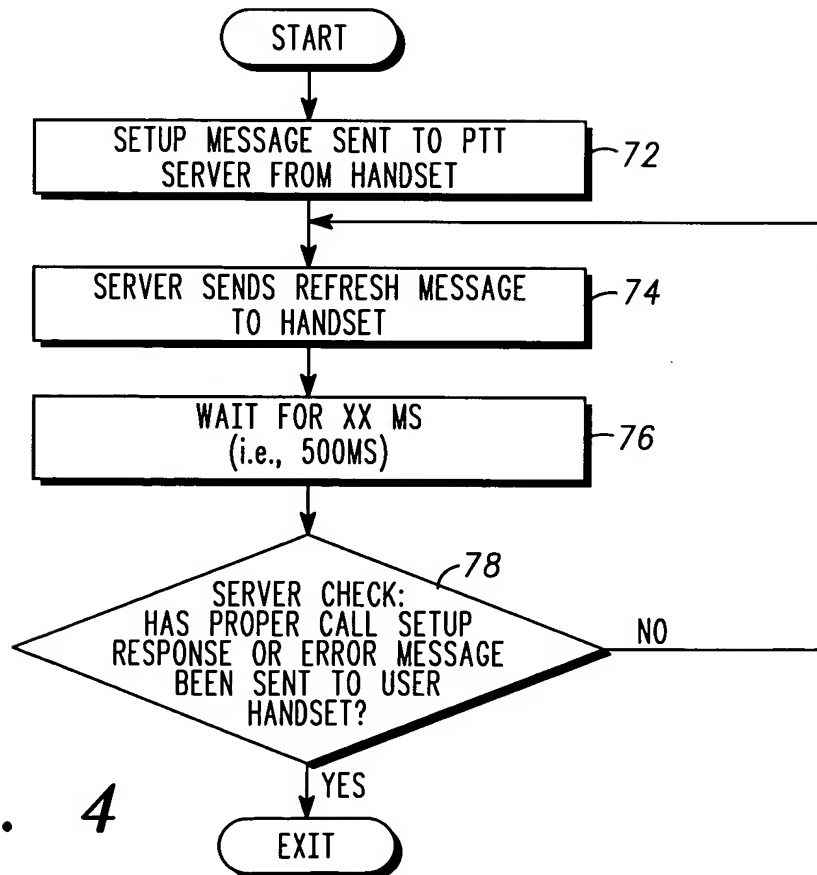 START
SETUP MESSAGE SENT TO PTT
SERVER FROM HANDSET
72
SERVER SENDS REFRESH MESSAGE
TO HANDSET
74
WAIT FOR XX MS
(i.e., 500MS)
76
78
SERVER CHECK:
HAS PROPER CALL SETUP
RESPONSE OR ERROR MESSAGE
BEEN SENT TO USER
HANDSET?
NO
YES
. 4
EXIT